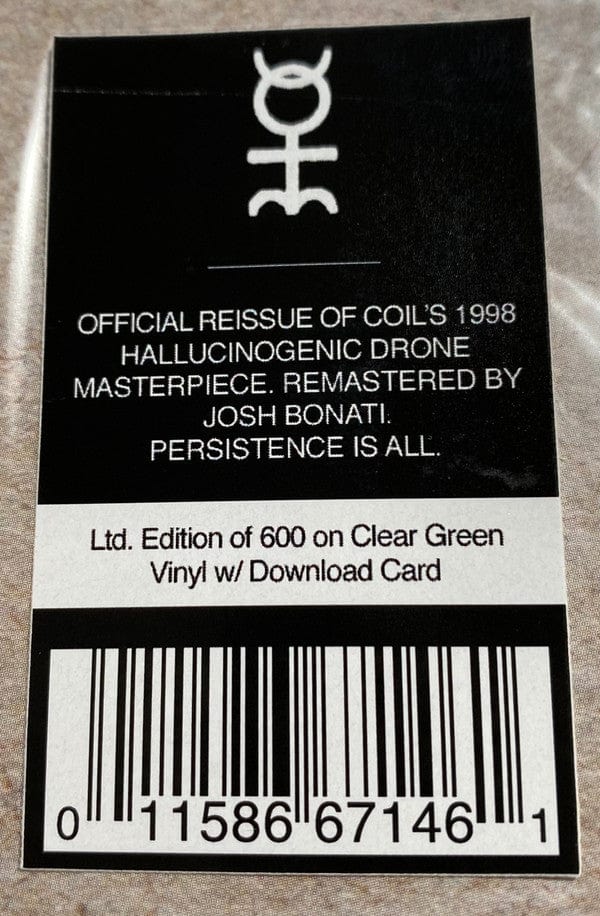 OFFICIAL REISSUE OF COIL'S 1998
HALLUCINOGENIC DRONE
MASTERPIECE. REMASTERED BY
JOSH BONATI.
PERSISTENCE IS ALL.
Ltd. Edition of 600 on Clear Green
Vinyl w/ Download Card
0 11586 67146 1